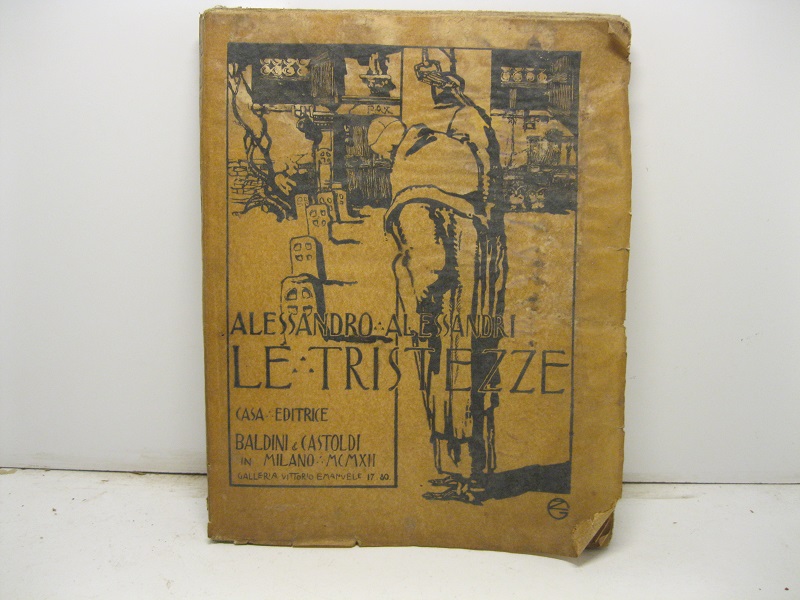 ALESSANDRO ∴ ALESSANDRI
LE ∴ TRISTEZZE
CASA ∴ EDITRICE
BALDINI & CASTOLDI
IN MILANO ∴ MCMXII
GALLERIA VITTORIO EMANUELE 17. 80